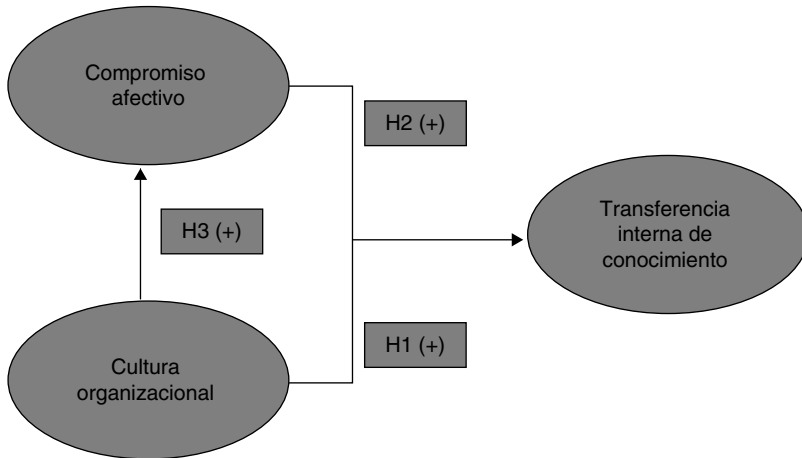 Compromiso
afectivo
H2 (+)
H3 (+)
Transferencia
interna de
conocimiento
H1 (+)
Cultura
organizacional